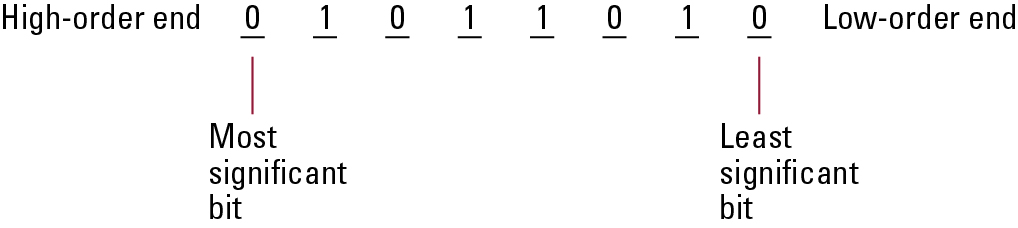 High-order end 0 1 0 1 1 0 1 0 Low-order end
Most
significant
bit
Least
significant
bit